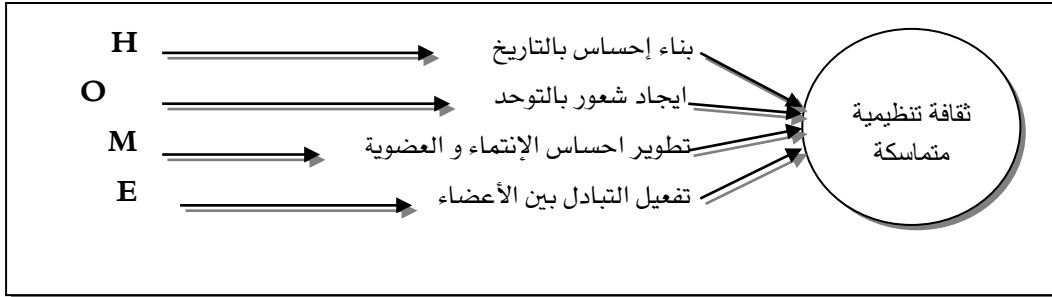 H
بناء إحساس بالتاريخ
O
ايجاد شعور بالتوحد
M
تطوير احساس الإنتماء و العضوية
E
تفعيل التبادل بين الأعضاء
ثقافة تنظيمية
متماسكة